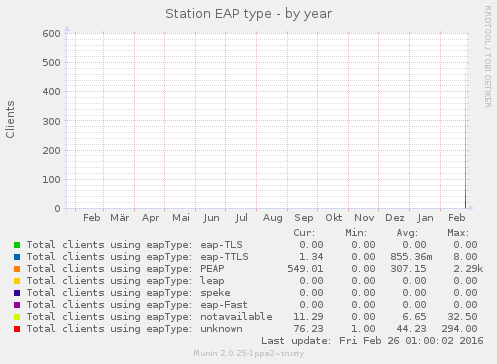 Station EAP type - by year
RRDTOOL / TOBI OETIKER
Clients
600
500
400
300
200
100
0
Feb Mär Apr Mai Jun Jul Aug Sep Okt Nov Dez Jan Feb
Cur: Min: Avg: Max:
Total clients using eapType: eap-TLS 0.00 0.00 0.00 0.00
Total clients using eapType: eap-TTLS 1.34 0.00 855.36m 8.00
Total clients using eapType: PEAP 549.01 0.00 307.15 2.29k
Total clients using eapType: leap 0.00 0.00 0.00 0.00
Total clients using eapType: speke 0.00 0.00 0.00 0.00
Total clients using eapType: eap-Fast 0.00 0.00 0.00 0.00
Total clients using eapType: notavailable 11.29 0.00 6.65 32.50
Total clients using eapType: unknown 76.23 1.00 44.23 294.00
Last update: Fri Feb 26 01:00:02 2016
Munin 2.0.25-1ppa2~trusty